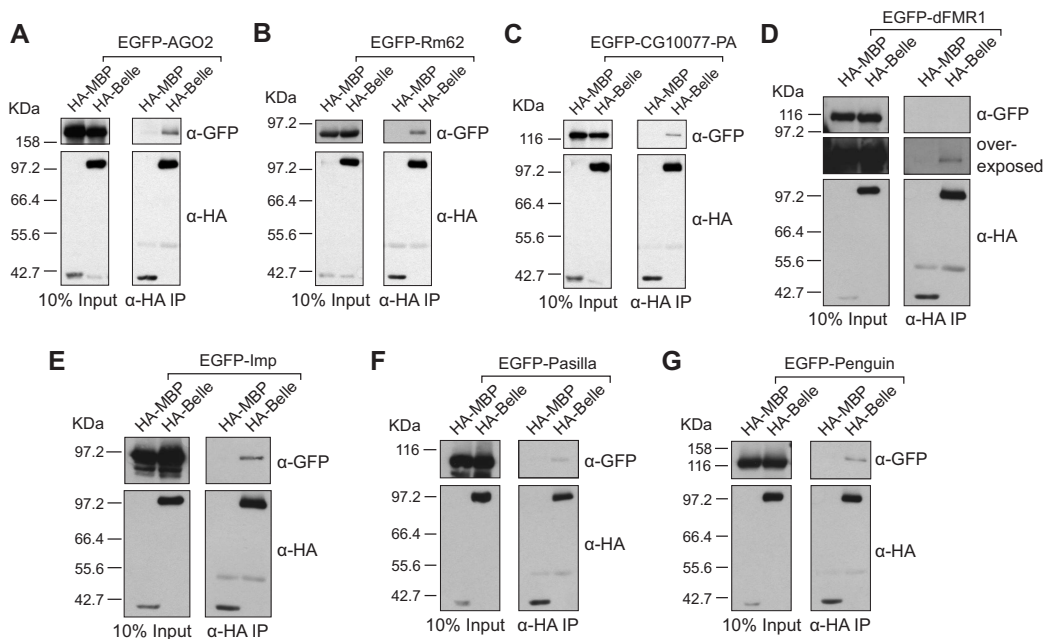 A
EGFP-AGO2
HA-MBP
HA-Belle
HA-MBP
HA-Belle
KDa
158
97.2
66.4
55.6
42.7
α-GFP
α-HA
10% Input
α-HA IP
B
EGFP-Rm62
HA-MBP
HA-Belle
HA-MBP
HA-Belle
KDa
97.2
97.2
66.4
55.6
42.7
α-GFP
α-HA
10% Input
α-HA IP
C
EGFP-CG10077-PA
HA-MBP
HA-Belle
HA-MBP
HA-Belle
KDa
116
97.2
66.4
55.6
42.7
α-GFP
α-HA
10% Input
α-HA IP
D
EGFP-dFMR1
HA-MBP
HA-Belle
HA-MBP
HA-Belle
KDa
116
97.2
97.2
66.4
55.6
42.7
α-GFP
over-
exposed
α-HA
10% Input
α-HA IP
E
EGFP-Imp
HA-MBP
HA-Belle
HA-MBP
HA-Belle
KDa
97.2
97.2
66.4
55.6
42.7
α-GFP
α-HA
10% Input
α-HA IP
F
EGFP-Pasilla
HA-MBP
HA-Belle
HA-MBP
HA-Belle
KDa
116
97.2
66.4
55.6
42.7
α-GFP
α-HA
10% Input
α-HA IP
G
EGFP-Penguin
HA-MBP
HA-Belle
HA-MBP
HA-Belle
KDa
158
116
97.2
66.4
55.6
42.7
α-GFP
α-HA
10% Input
α-HA IP